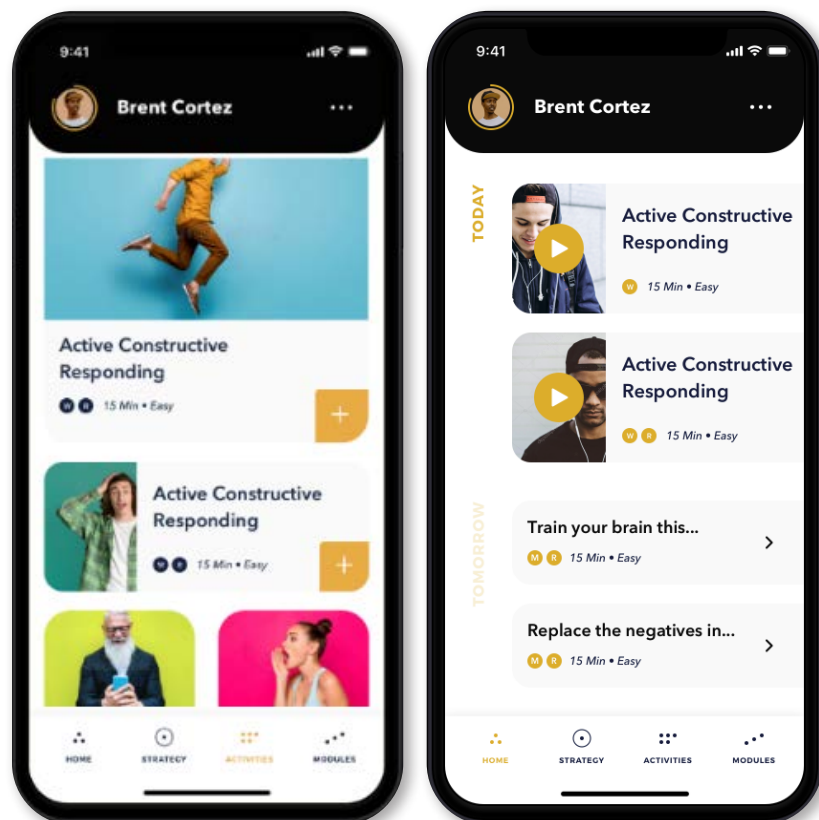 9:41
Brent Cortez
Active Constructive
Responding
W R 15 Min • Easy
+
Active Constructive
Responding
W R 15 Min • Easy
+
HOME STRATEGY ACTIVITIES MODULES
9:41
Brent Cortez
TODAY
Active Constructive
Responding
W 15 Min • Easy
Active Constructive
Responding
W R 15 Min • Easy
TOMORROW
Train your brain this...
M R 15 Min • Easy
Replace the negatives in...
M R 15 Min • Easy
HOME STRATEGY ACTIVITIES MODULES